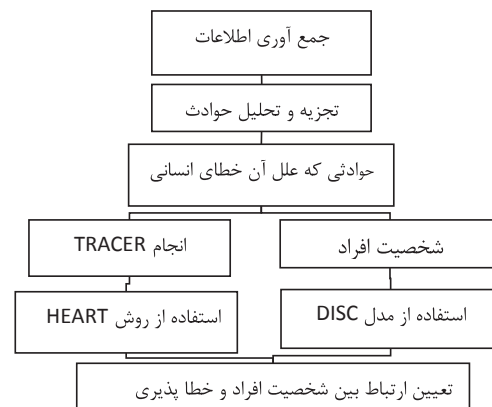 جمع آوری اطلاعات
تجزیه و تحلیل حوادث
حوادثی که علل آن خطای انسانی
شخصیت افراد
انجام TRACER
استفاده از مدل DISC
استفاده از روش HEART
تعیین ارتباط بین شخصیت افراد و خطا پذیری